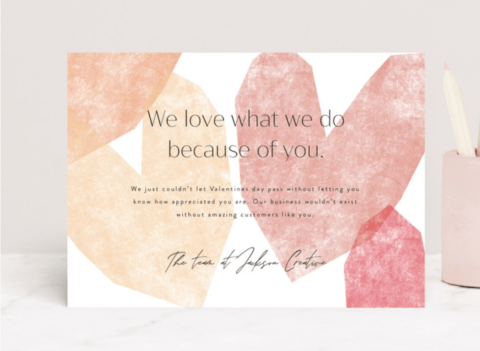 We love what we do
because of you.
We just couldn't let Valentines day pass without letting you
know how appreciated you are. Our business wouldn't exist
without amazing customers like you.
The team at Jackson Creative